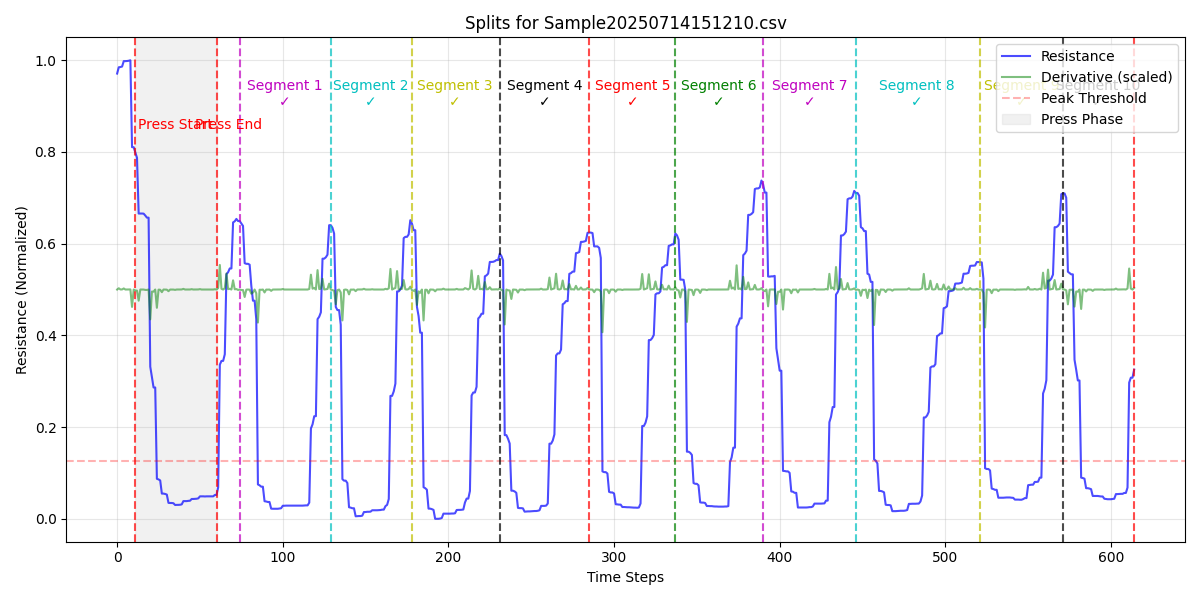 Splits for Sample20250714151210.csv
Resistance (Normalized)
1.0
0.8
0.6
0.4
0.2
0.0
Segment 1
✓
Segment 2
✓
Segment 3
✓
Segment 4
✓
Segment 5
✓
Segment 6
✓
Segment 7
✓
Segment 8
✓
Segment 10
Press Start
Press End
Resistance
Derivative (scaled)
Peak Threshold
Press Phase
0
100
200
300
400
500
600
Time Steps